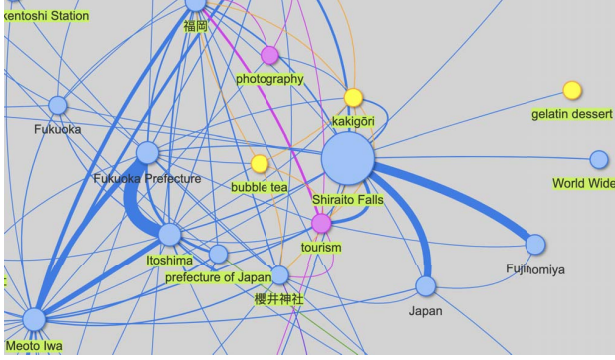 kentoshi Station
福岡
photography
gelatin dessert
kakigōri
Fukuoka
Fukuoka Prefecture
World Wide
bubble tea
Shiraito Falls
tourism
Itoshima
prefecture of Japan
Fujinomiya
櫻井神社
Japan
Meoto Iwa